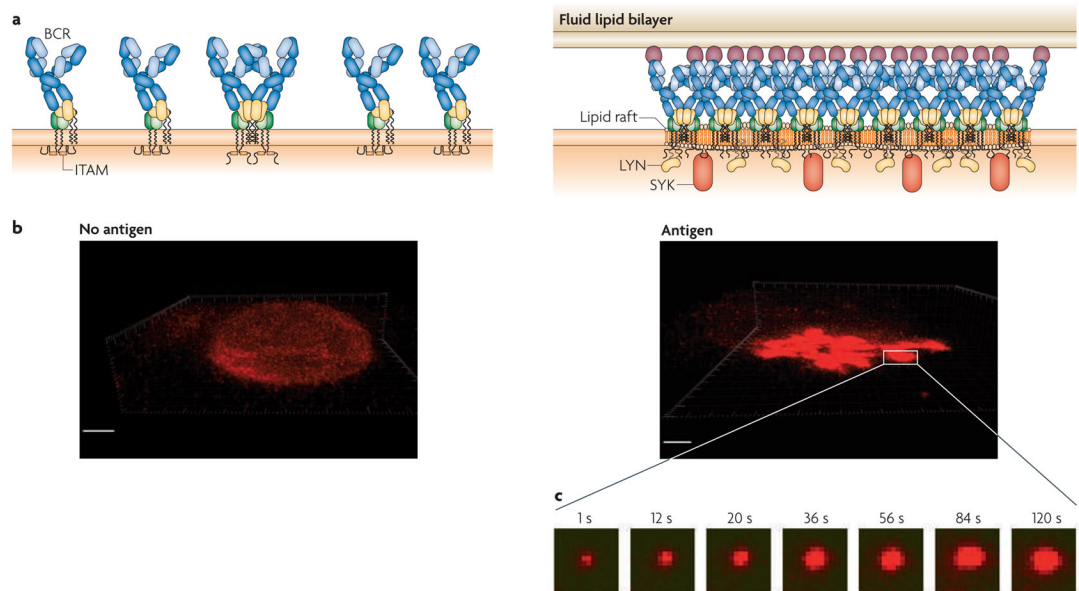 a
BCR
ITAM
Fluid lipid bilayer
Lipid raft
LYN
SYK
b
No antigen
Antigen
c
1 s
12 s
20 s
36 s
56 s
84 s
120 s